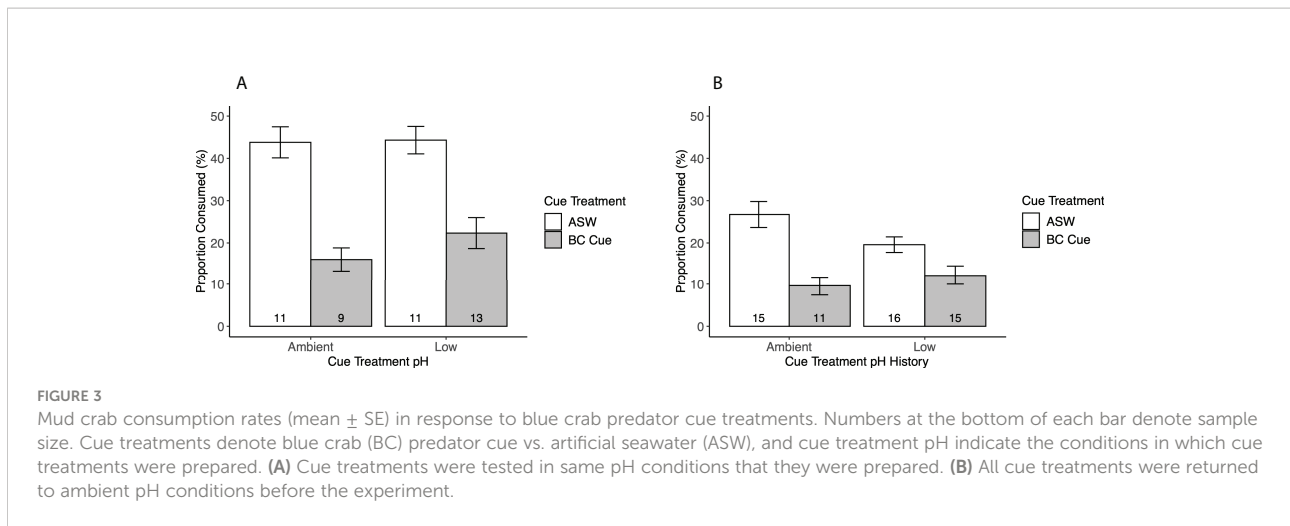 A
B
50
40
30
20
10
0
Proportion Consumed (%)
11
9
11
13
Ambient
Low
Cue Treatment pH
Cue Treatment
ASW
BC Cue
50
40
30
20
10
0
Proportion Consumed (%)
15
11
16
15
Ambient
Low
Cue Treatment pH History
Cue Treatment
ASW
BC Cue
FIGURE 3
Mud crab consumption rates (mean ± SE) in response to blue crab predator cue treatments. Numbers at the bottom of each bar denote sample
size. Cue treatments denote blue crab (BC) predator cue vs. artificial seawater (ASW), and cue treatment pH indicate the conditions in which cue
treatments were prepared. (A) Cue treatments were tested in same pH conditions that they were prepared. (B) All cue treatments were returned
to ambient pH conditions before the experiment.